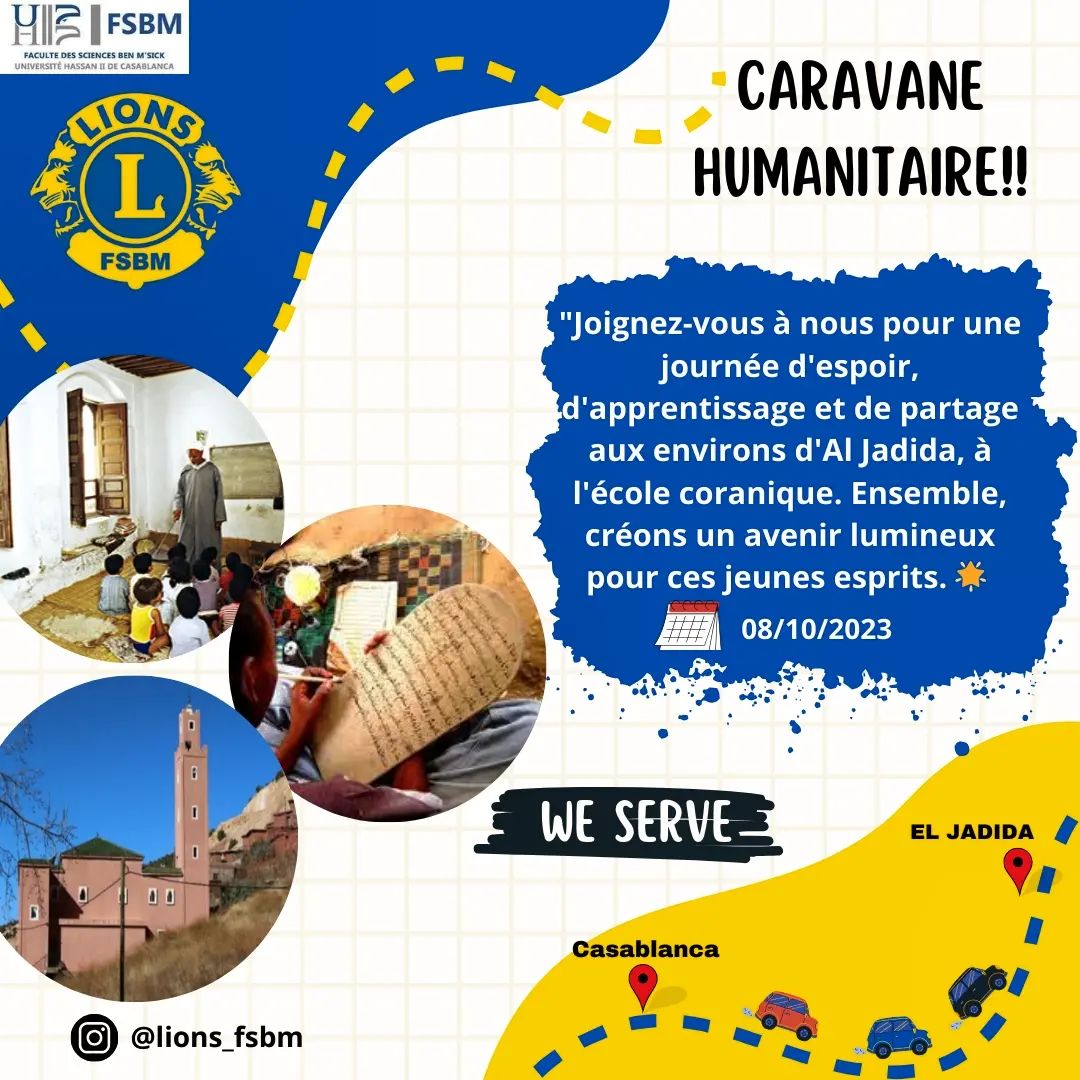 UH2C FSBM
FACULTE DES SCIENCES BEN M'SICK
UNIVERSITÉ HASSAN II DE CASABLANCA
LIONS
L
FSBM
CARAVANE
HUMANITAIRE!!
"Joignez-vous à nous pour une
journée d'espoir,
d'apprentissage et de partage
aux environs d'Al Jadida, à
l'école coranique. Ensemble,
créons un avenir lumineux
pour ces jeunes esprits. 🌟
08/10/2023
WE SERVE
EL JADIDA
Casablanca
@lions_fsbm